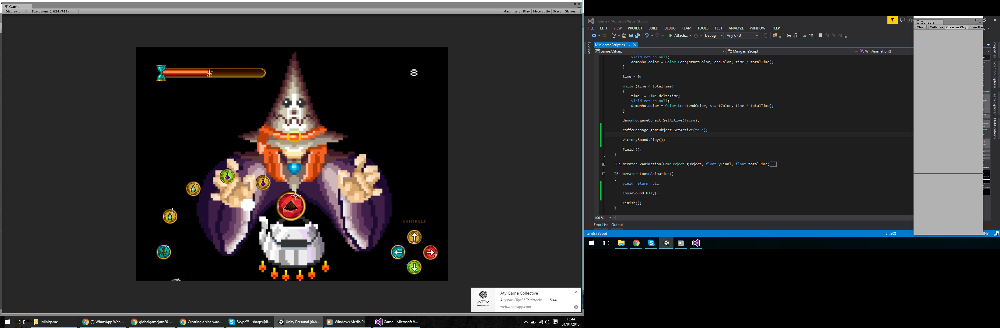 Game
Display 1
Standalone (1024x768)
Maximize on Play
Mute audio
Stats
Gizmos
8
CONTROLS
Aty Game Collective
Allyson: Clipe?? Tá tirando... - 15:44
web.whatsapp.com
ATY
GAME COLLECTIVE
Minigame
(2) WhatsApp Web ...
globalgamejam201...
Creating a sine wav...
Skype™ - sharps@li...
Unity Personal (64b...
Windows Media Pl...
Game - Microsoft V...
15:44
31/01/2016
Game - Microsoft Visual Studio
Qu
FILE EDIT VIEW PROJECT BUILD DEBUG TEAM TOOLS TEST ANALYZE WINDOW HELP
Attach...
Debug
Any CPU
Toolbox
MinigameScript.cs
Game.CSharp
MinigameScript
WinAnimation()
yield return null;
demonho.color = Color.Lerp(startColor, endColor, time / totalTime);
}
time = 0;
while (time < totalTime)
{
time += Time.deltaTime;
yield return null;
demonho.color = Color.Lerp(endColor, startColor, time / totalTime);
}
demonho.gameObject.SetActive(false);
coffeMessage.gameObject.SetActive(true);
victorySound.Play();
Finish();
}
IEnumerator vAnimation(GameObject gObject, float yFinal, float totalTime)...
IEnumerator LooseAnimation()
{
yield return null;
looseSound.Play();
Finish();
}
100 %
Error List
Output
Item(s) Saved
Ln 208
INS
Console
Clear
Collapse
Clear on Play
Error Pa
Properties
Solution Explorer
Team Explorer
Notifications